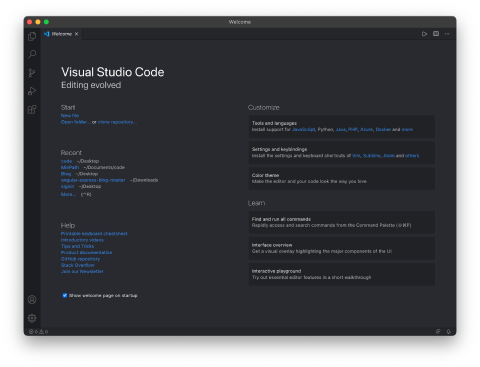 Welcome
Welcome
Visual Studio Code
Editing evolved
Start
New file
Open folder... or clone repository...
Recent
code ~/Desktop
MinPath ~/Documents/code
Blog ~/Desktop
angular-express-blog-master ~/Downloads
~/Desktop
More... (^R)
Help
Printable keyboard cheatsheet
Introductory videos
Tips and Tricks
Product documentation
GitHub repository
Stack Overflow
Join our Newsletter
Show welcome page on startup
Customize
Tools and languages
Install support for JavaScript, Python, Java, PHP, Azure, Docker and more
Settings and keybindings
Install the settings and keyboard shortcuts of Vim, Sublime, Atom and others
Color theme
Make the editor and your code look the way you love
Learn
Find and run all commands
Rapidly access and search commands from the Command Palette (⇧⌘P)
Interface overview
Get a visual overlay highlighting the major components of the UI
Interactive playground
Try out essential editor features in a short walkthrough
0 0